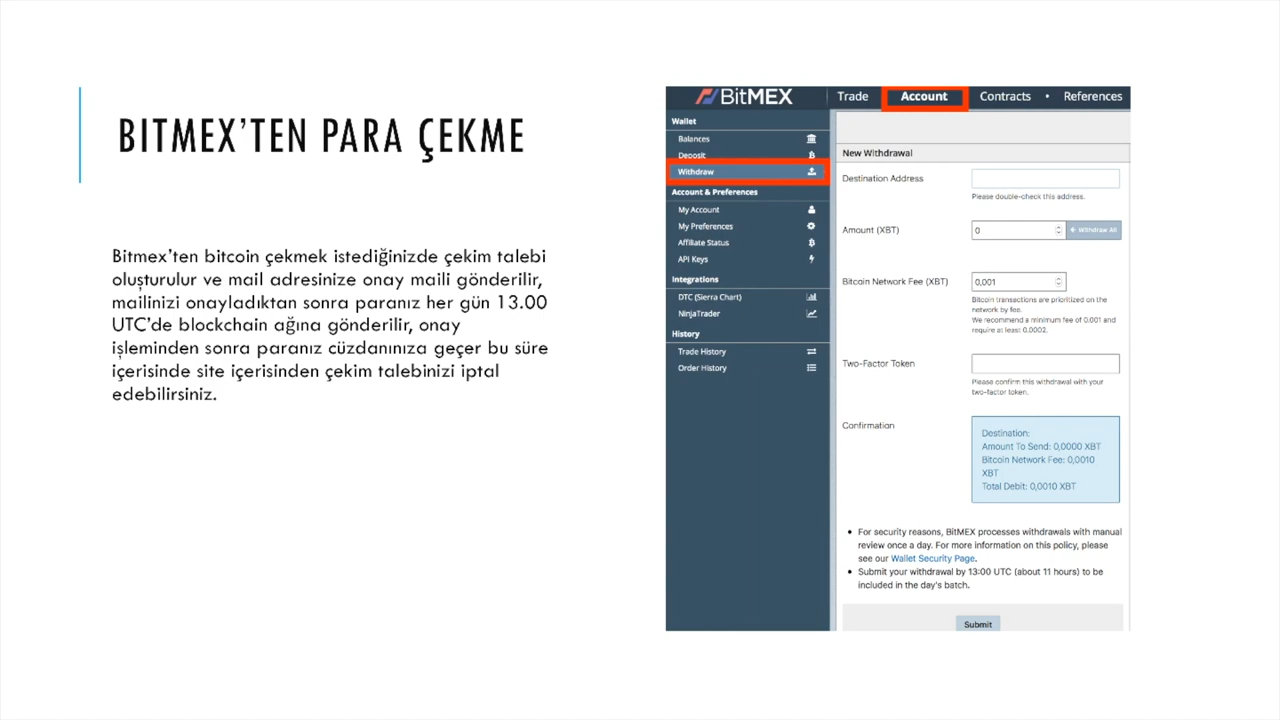 BITMEX’TEN PARA ÇEKME
Bitmex’ten bitcoin çekmek istediğinizde çekim talebi
oluşturulur ve mail adresinize onay maili gönderilir,
mailinizi onayladıktan sonra paranız her gün 13.00
UTC’de blockchain ağına gönderilir, onay
işleminden sonra paranız cüzdanınıza geçer bu süre
içerisinde site içerisinden çekim talebinizi iptal
edebilirsiniz.
BitMEX
Trade Account Contracts • References
Wallet
Balances
Deposit
Withdraw
Account & Preferences
My Account
My Preferences
Affiliate Status
API Keys
Integrations
DTC (Sierra Chart)
NinjaTrader
History
Trade History
Order History
New Withdrawal
Destination Address
Please double-check this address.
Amount (XBT)
0
Withdraw All
Bitcoin Network Fee (XBT)
0,001
Bitcoin transactions are prioritized on the
network by fee.
We recommend a minimum fee of 0.001 and
require at least 0.0002.
Two-Factor Token
Please confirm this withdrawal with your
two-factor token.
Confirmation
Destination:
Amount To Send: 0,0000 XBT
Bitcoin Network Fee: 0,0010
XBT
Total Debit: 0,0010 XBT
• For security reasons, BitMEX processes withdrawals with manual
review once a day. For more information on this policy, please
see our Wallet Security Page.
• Submit your withdrawal by 13:00 UTC (about 11 hours) to be
included in the day's batch.
Submit